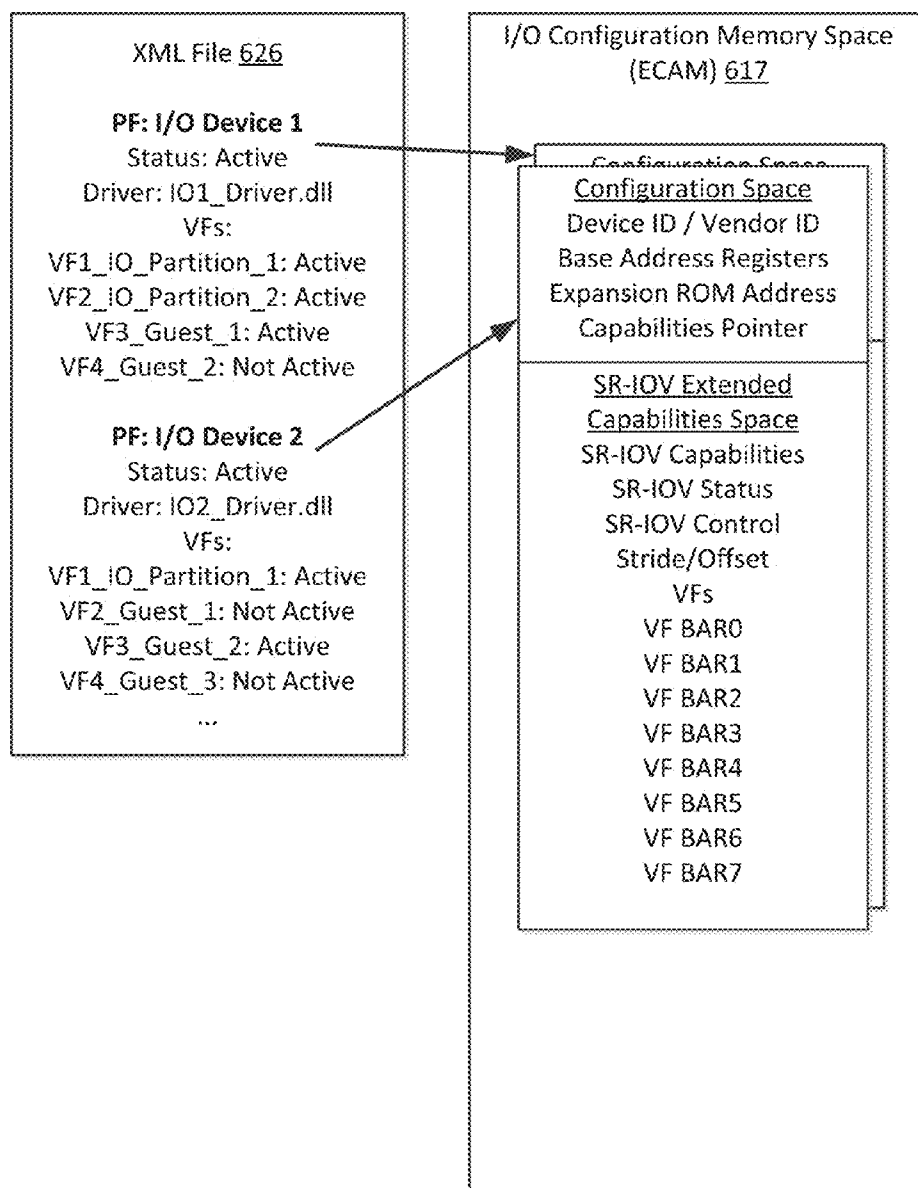 XML File 626
PF: I/O Device 1
Status: Active
Driver: IO1_Driver.dll
VFs:
VF1_IO_Partition_1: Active
VF2_IO_Partition_2: Active
VF3_Guest_1: Active
VF4_Guest_2: Not Active
PF: I/O Device 2
Status: Active
Driver: IO2_Driver.dll
VFs:
VF1_IO_Partition_1: Active
VF2_Guest_1: Not Active
VF3_Guest_2: Active
VF4_Guest_3: Not Active
...
I/O Configuration Memory Space
(ECAM) 617
Configuration Space
Configuration Space
Device ID / Vendor ID
Base Address Registers
Expansion ROM Address
Capabilities Pointer
SR-IOV Extended
Capabilities Space
SR-IOV Capabilities
SR-IOV Status
SR-IOV Control
Stride/Offset
VFs
VF BAR0
VF BAR1
VF BAR2
VF BAR3
VF BAR4
VF BAR5
VF BAR6
VF BAR7